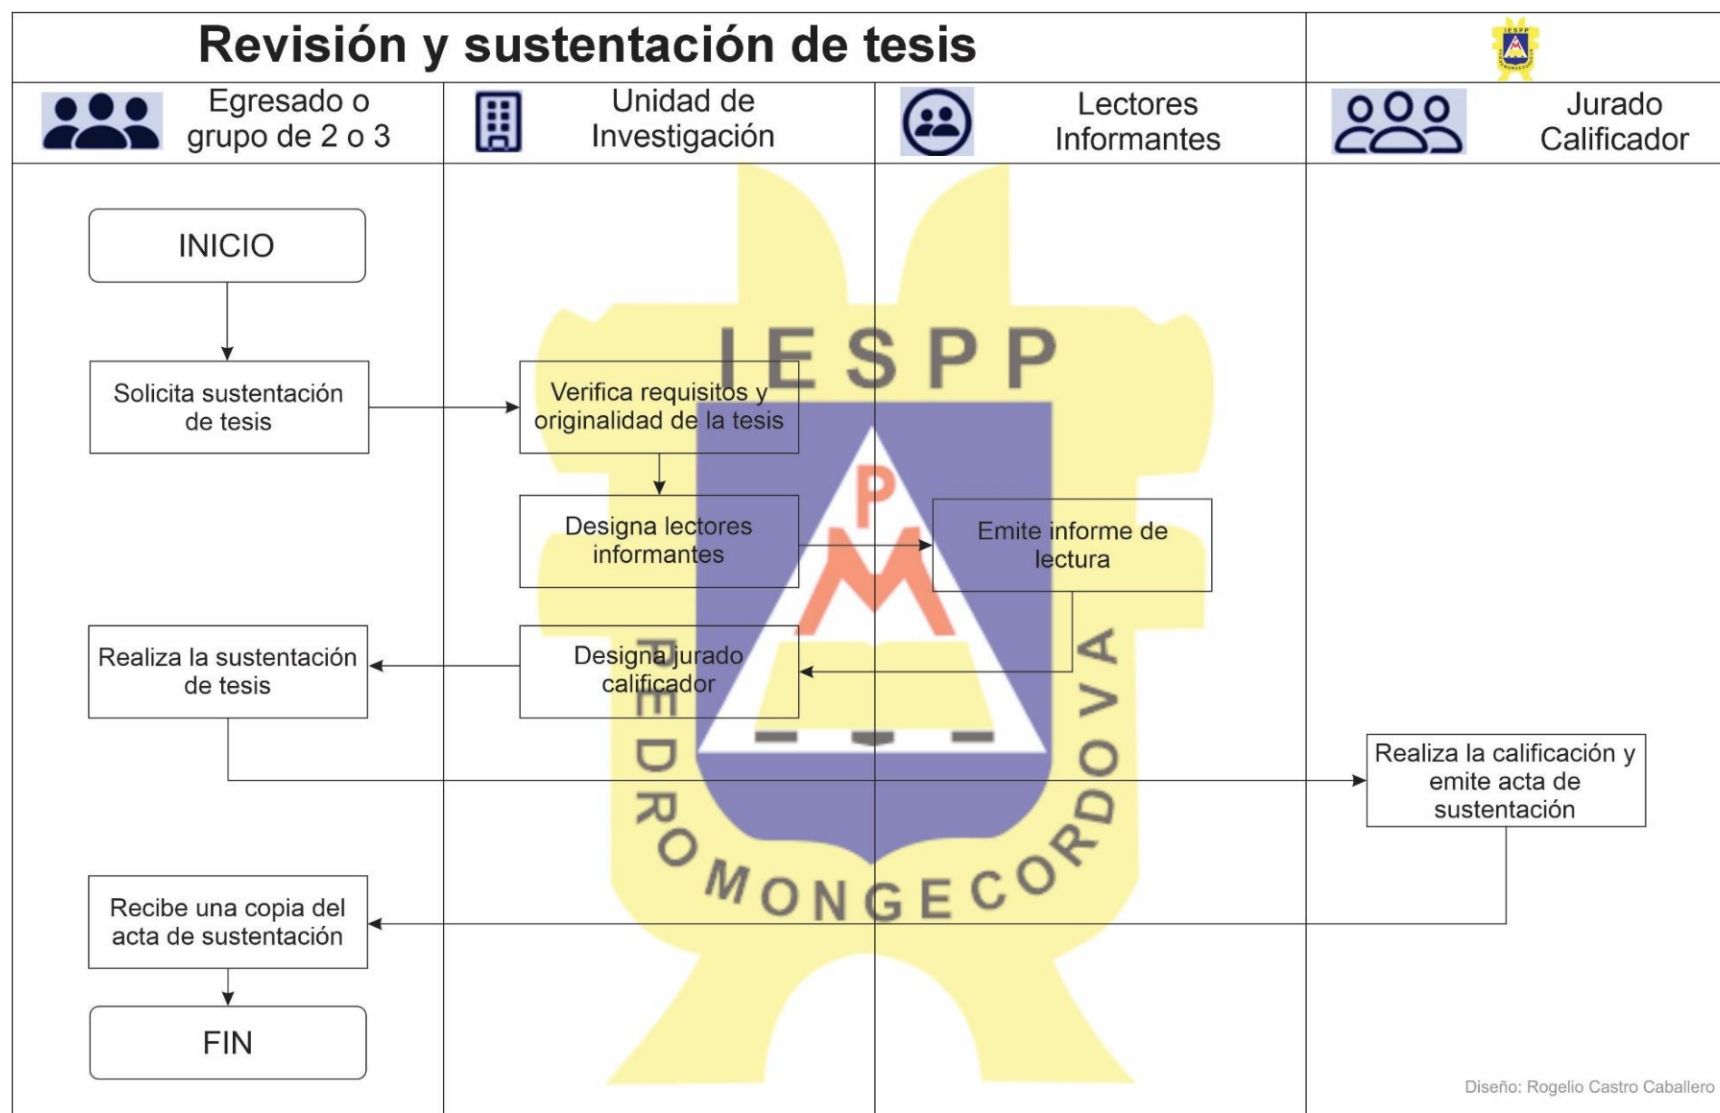 Revisión y sustentación de tesis
IESPP
Egresado o
grupo de 2 o 3
Unidad de
Investigación
Lectores
Informantes
Jurado
Calificador
INICIO
IESPP
Solicita sustentación
de tesis
Verifica requisitos y
originalidad de la tesis
P
M
Designa lectores
informantes
Emite informe de
lectura
Realiza la sustentación
de tesis
Designa jurado
calificador
PEDRO MONGE CORDOVA
Realiza la calificación y
emite acta de
sustentación
Recibe una copia del
acta de sustentación
FIN
Diseño: Rogelio Castro Caballero